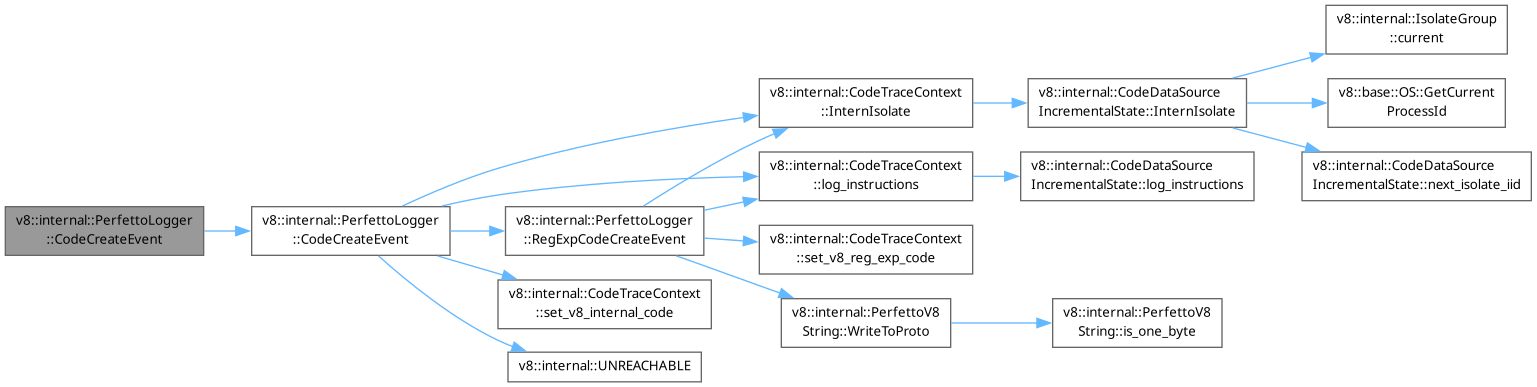 v8::internal::PerfettoLogger
::CodeCreateEvent
v8::internal::PerfettoLogger
::CodeCreateEvent
v8::internal::PerfettoLogger
::RegExpCodeCreateEvent
v8::internal::CodeTraceContext
::set_v8_internal_code
v8::internal::UNREACHABLE
v8::internal::CodeTraceContext
::InternIsolate
v8::internal::CodeTraceContext
::log_instructions
v8::internal::CodeTraceContext
::set_v8_reg_exp_code
v8::internal::PerfettoV8
String::WriteToProto
v8::internal::CodeDataSource
IncrementalState::InternIsolate
v8::internal::CodeDataSource
IncrementalState::log_instructions
v8::internal::PerfettoV8
String::is_one_byte
v8::internal::IsolateGroup
::current
v8::base::OS::GetCurrent
ProcessId
v8::internal::CodeDataSource
IncrementalState::next_isolate_iid